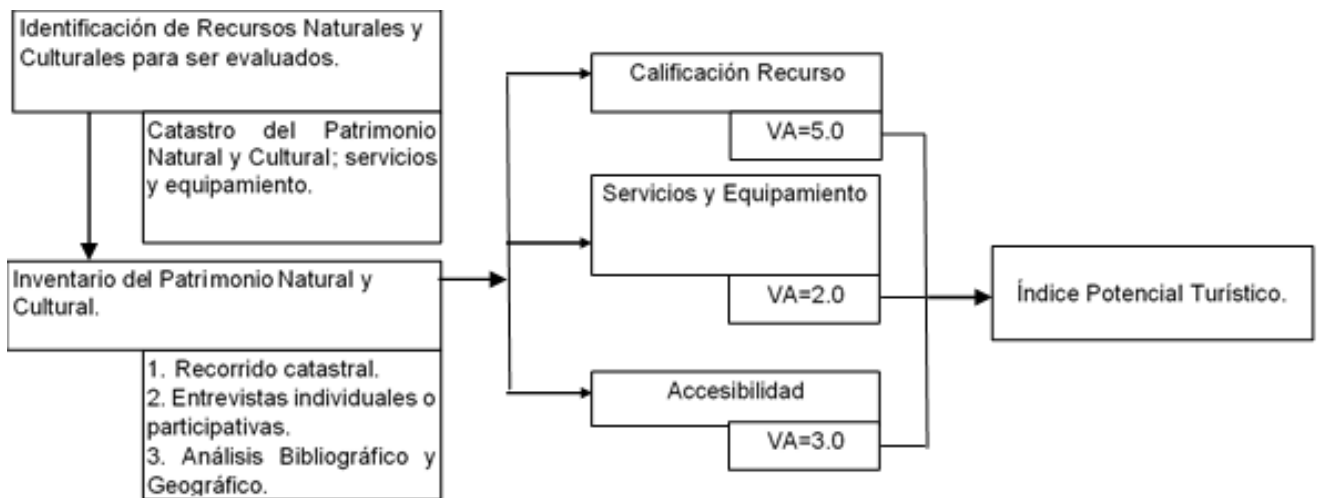 Identificación de Recursos Naturales y
Culturales para ser evaluados.
Catastro del Patrimonio
Natural y Cultural; servicios
y equipamiento.
Inventario del Patrimonio Natural y
Cultural.
1. Recorrido catastral.
2. Entrevistas individuales o
participativas.
3. Análisis Bibliográfico y
Geográfico.
Calificación Recurso
VA=5.0
Servicios y Equipamiento
VA=2.0
Accesibilidad
VA=3.0
Índice Potencial Turístico.